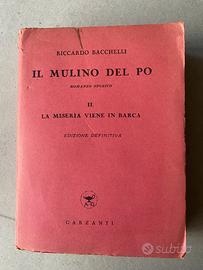 RICCARDO BACCHELLI
IL MULINO DEL PO
ROMANZO STORICO
II
LA MISERIA VIENE IN BARCA
EDIZIONE DEFINITIVA
GARZANTI
subito